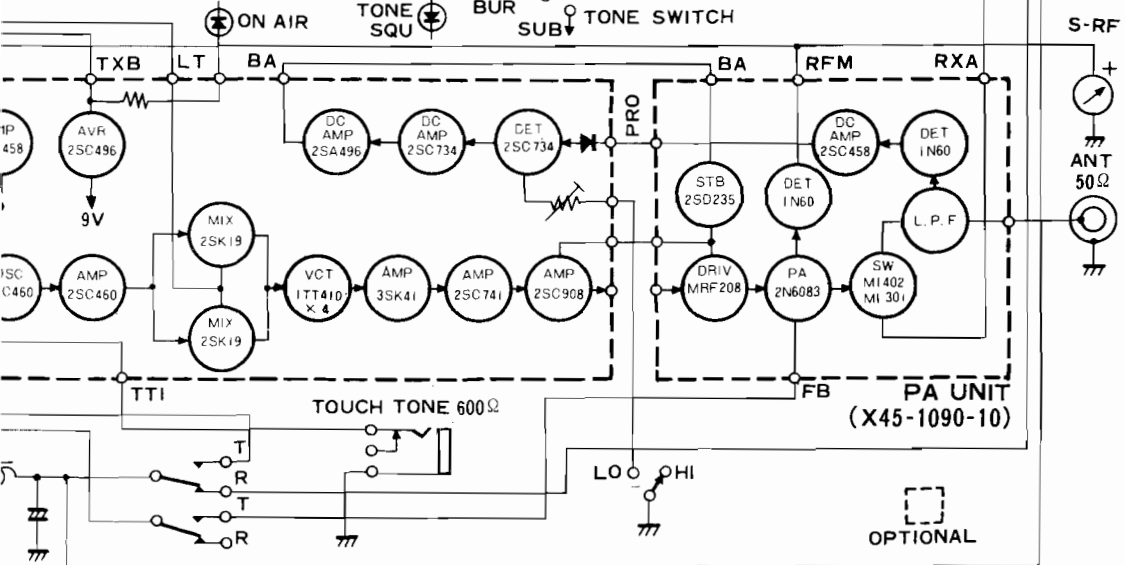 ON AIR
TONE
SQU
BUR
SUB
TONE SWITCH
S-RF
+
TXB
LT
BA
BA
RFM
RXA
PRO
458
AVR
2SC496
9V
DC
AMP
2SA496
DC
AMP
2SC734
DET
2SC734
DC
AMP
2SC458
DET
1N60
STB
2SD235
DET
1N60
L.P.F
ANT
50Ω
MIX
2SK19
C460
AMP
2SC460
MIX
2SK19
VCT
1TT410
× 4
AMP
3SK41
AMP
2SC741
AMP
2SC908
DRIV
MRF208
PA
2N6083
SW
MI402
MI301
TTI
FB
PA UNIT
(X45-1090-10)
TOUCH TONE 600Ω
T
R
T
R
LO
HI
OPTIONAL